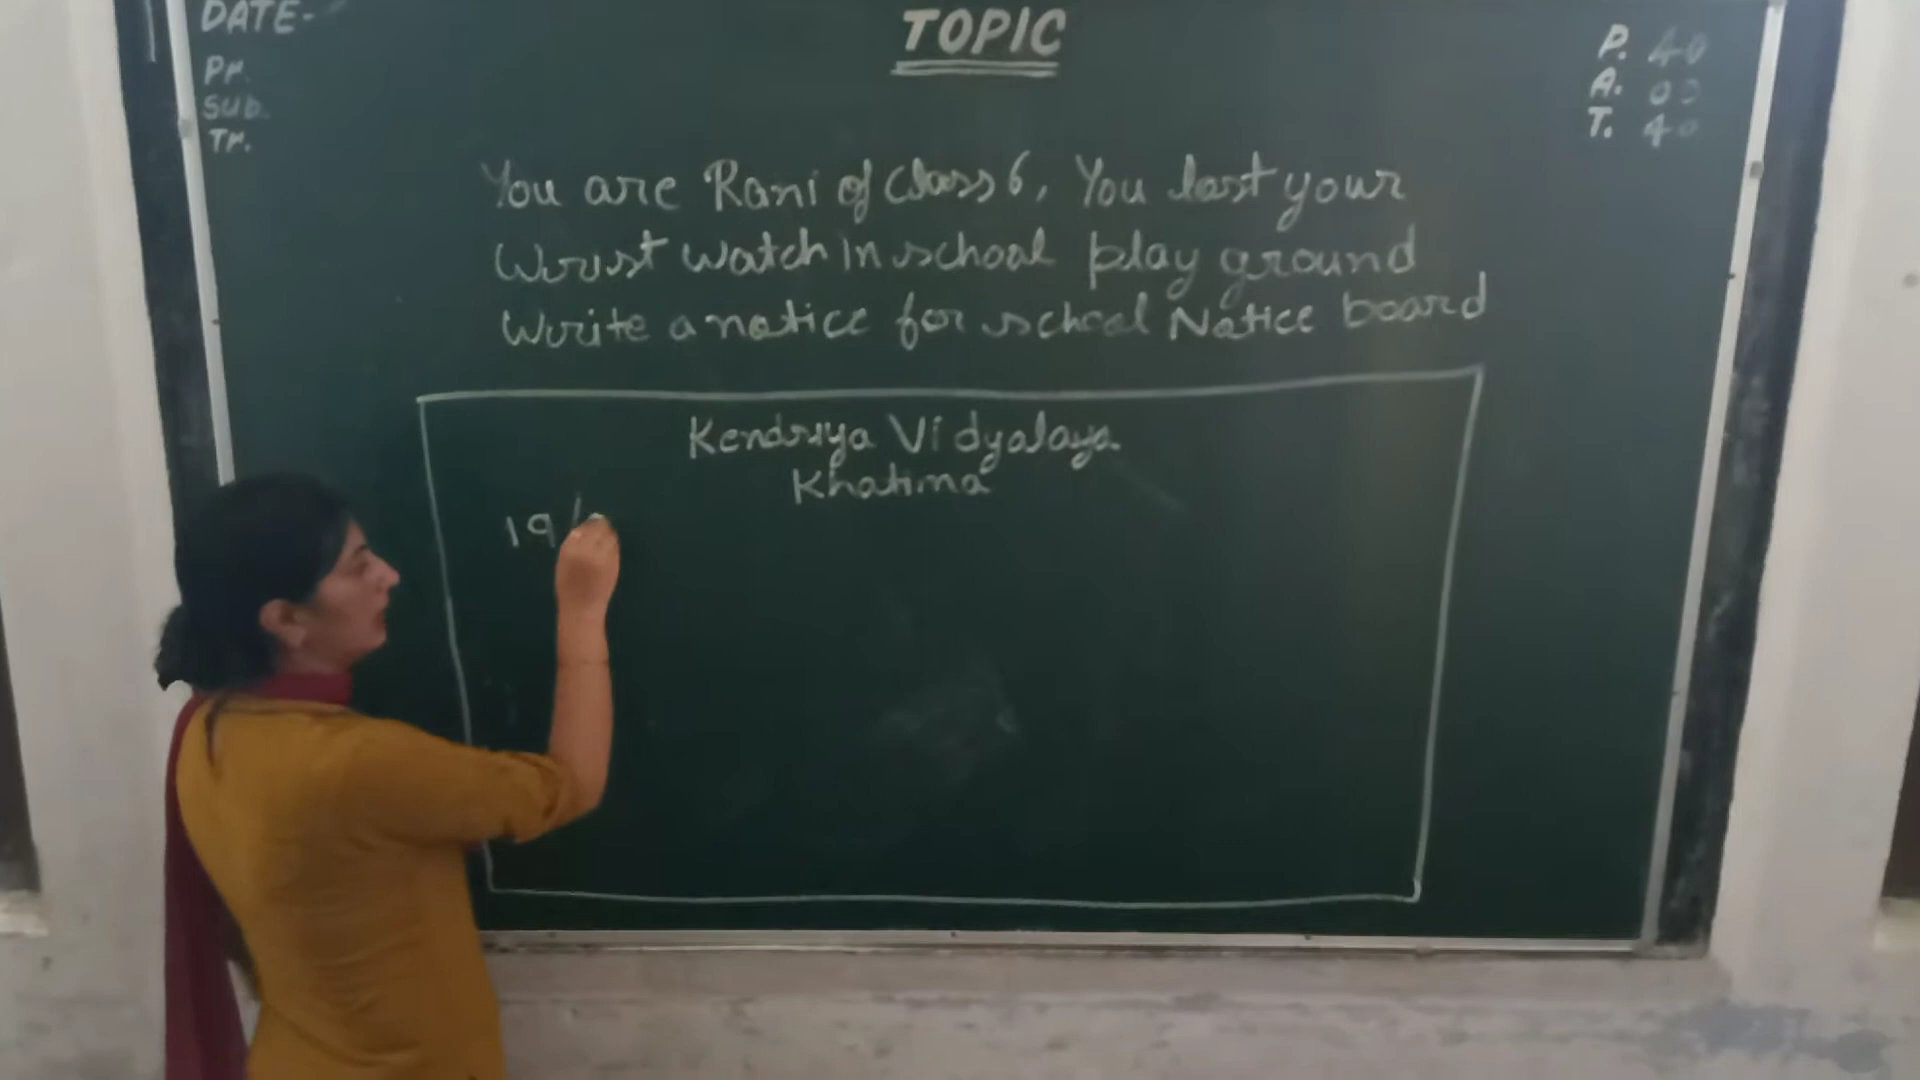 DATE-
TOPIC
Pr.
Sub.
Tr.
P. 40
A. 00
T. 40
You are Rani of class 6, You lost your
Wrist watch in school play ground
Write a notice for school Notice board
Kendriya Vidyalaya
Khatima
19/